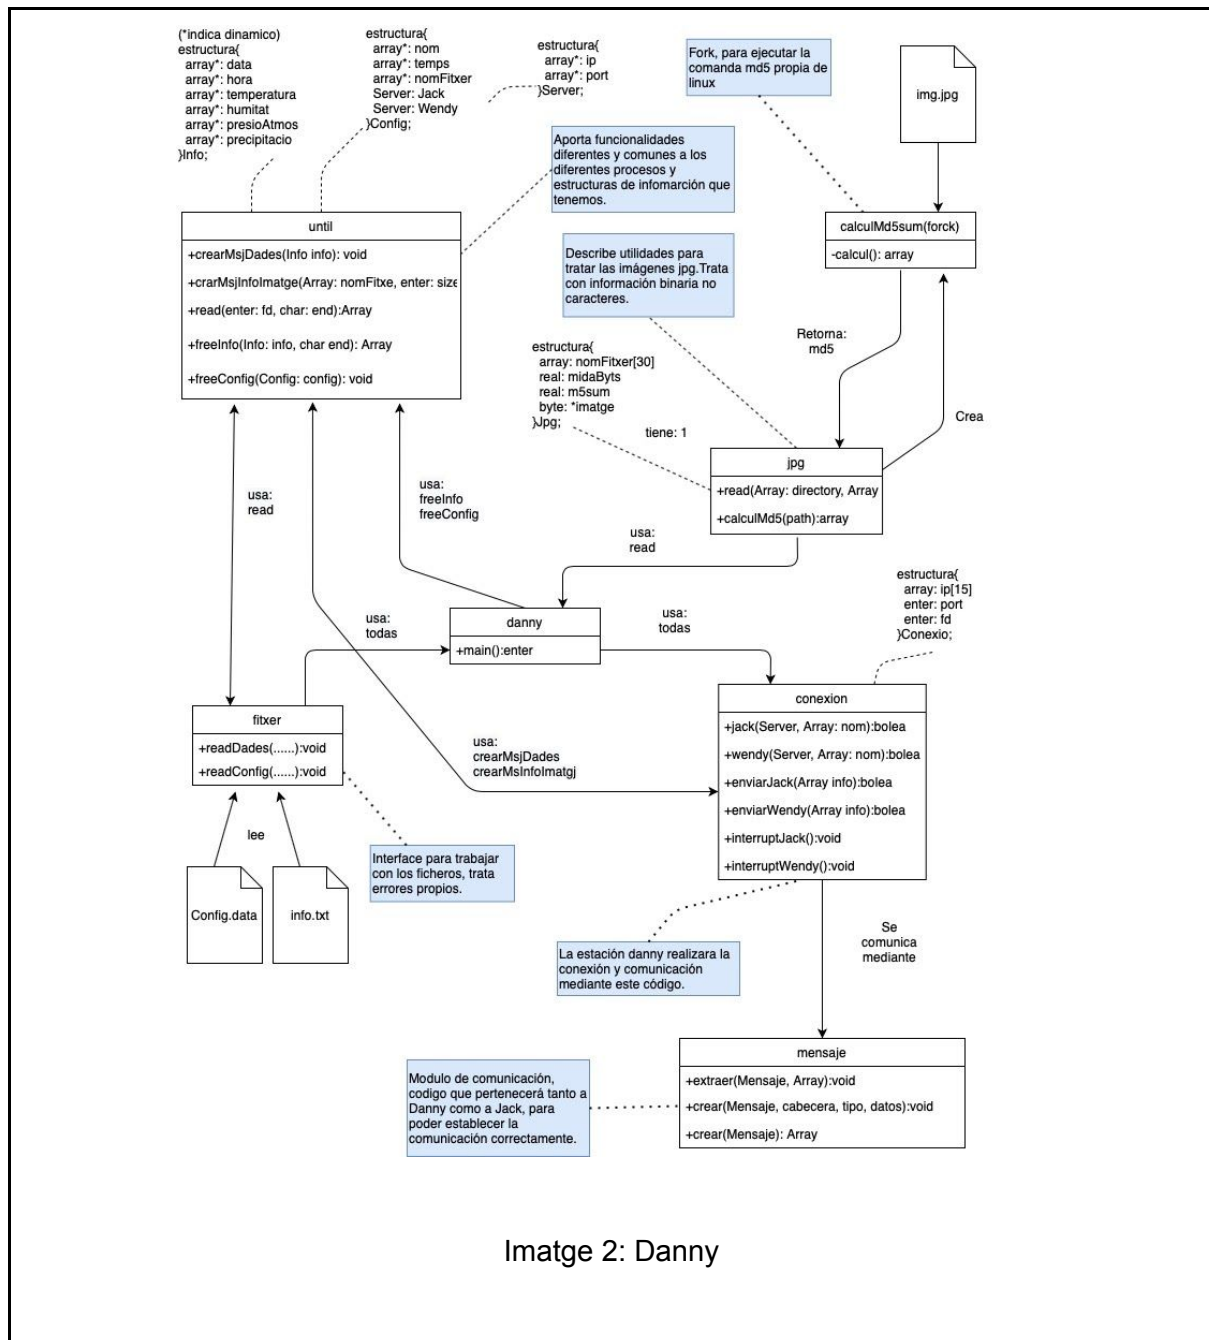 (*indica dinamico)
estructura{
array*: data
array*: hora
array*: temperatura
array*: humitat
array*: presioAtmos
array*: precipitacio
}Info;
estructura{
array*: nom
array*: temps
array*: nomFitxer
Server: Jack
Server: Wendy
}Config;
estructura{
array*: ip
array*: port
}Server;
Fork, para ejecutar la
comanda md5 propia de
linux
img.jpg
Aporta funcionalidades
diferentes y comunes a los
diferentes procesos y
estructuras de infomarción que
tenemos.
until
+crearMsjDades(Info info): void
+crarMsjInfoImatge(Array: nomFitxe, enter: size
+read(enter: fd, char: end):Array
+freeInfo(Info: info, char end): Array
+freeConfig(Config: config): void
calculMd5sum(forck)
-calcul(): array
Describe utilidades para
tratar las imágenes jpg.Trata
con información binaria no
caracteres.
Retorna:
md5
estructura{
array: nomFitxer[30]
real: midaByts
real: m5sum
byte: *imatge
}Jpg;
tiene: 1
Crea
jpg
+read(Array: directory, Array
+calculMd5(path):array
usa:
read
usa:
freeInfo
freeConfig
usa:
read
estructura{
array: ip[15]
enter: port
enter: fd
}Conexio;
usa:
todas
danny
+main():enter
usa:
todas
conexion
+jack(Server, Array: nom):bolea
+wendy(Server, Array: nom):bolea
+enviarJack(Array info):bolea
+enviarWendy(Array info):bolea
+interruptJack():void
+interruptWendy():void
fitxer
+readDades(......):void
+readConfig(......):void
usa:
crearMsjDades
crearMsInfoImatgj
lee
Config.data
info.txt
Interface para trabajar
con los ficheros, trata
errores propios.
Se
comunica
mediante
La estación danny realizara la
conexión y comunicación
mediante este código.
mensaje
+extraer(Mensaje, Array):void
+crear(Mensaje, cabecera, tipo, datos):void
+crear(Mensaje): Array
Modulo de comunicación,
codigo que pertenecerá tanto a
Danny como a Jack, para
poder establecer la
comunicación correctamente.
Imatge 2: Danny